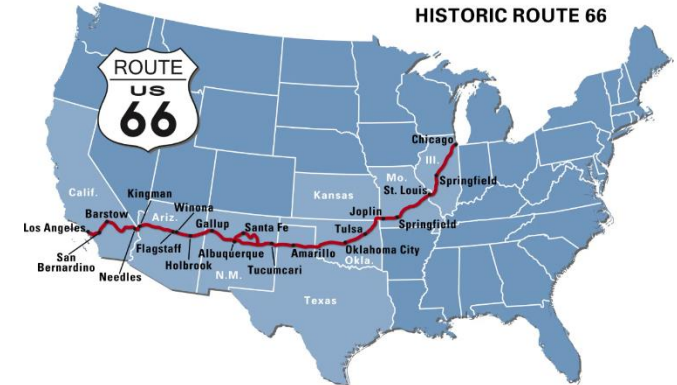 HISTORIC ROUTE 66
ROUTE
US
66
Chicago
Ill.
Mo.
Springfield
St. Louis
Kansas
Calif.
Kingman
Winona
Joplin
Springfield
Barstow
Ariz.
Gallup
Santa Fe
Tulsa
Los Angeles
Flagstaff
Albuquerque
Amarillo
Oklahoma City
San
Bernardino
Needles
Holbrook
N.M.
Tucumcari
Okla.
Texas